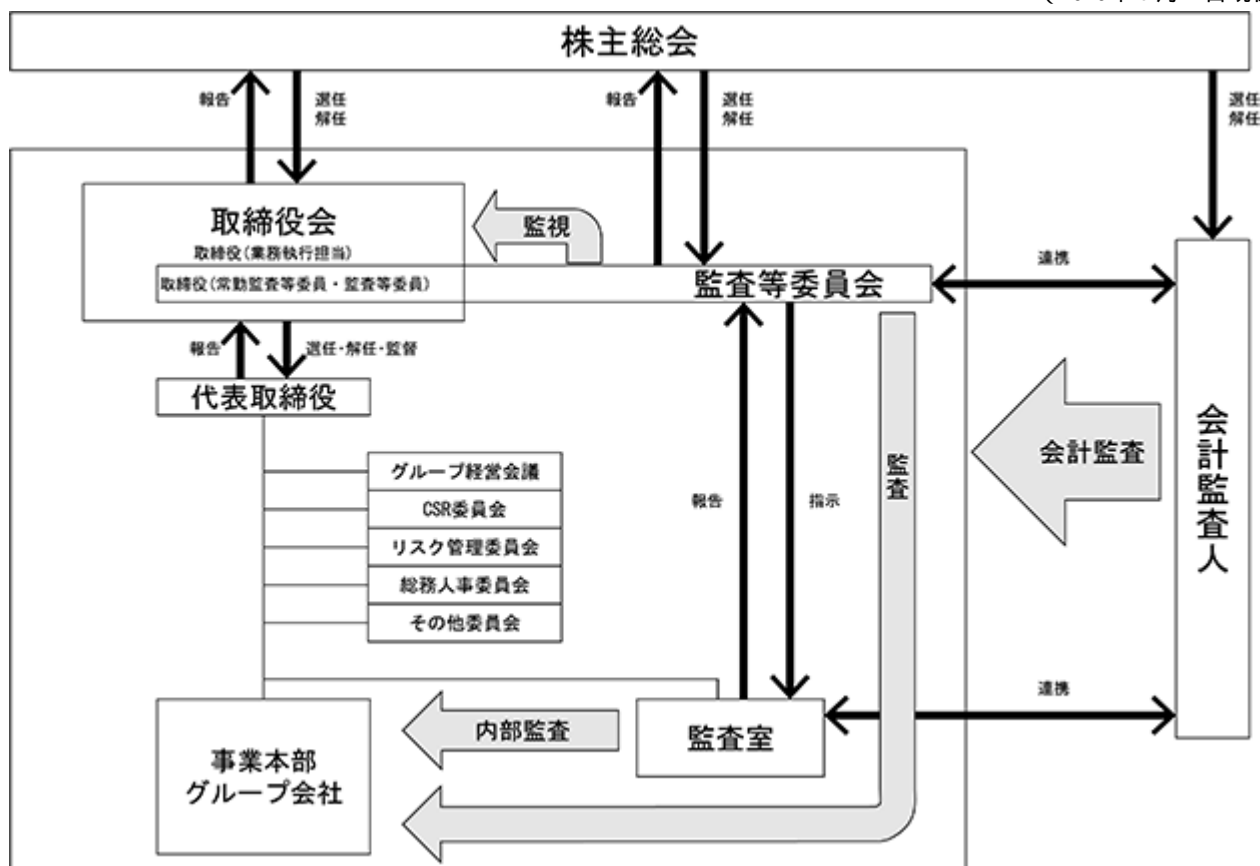 株主総会
報告
選任
解任
報告
選任
解任
選任
解任
取締役会
取締役(業務執行担当)
取締役(常勤監査等委員・監査等委員)
監視
監査等委員会
連携
報告
選任・解任・監督
代表取締役
グループ経営会議
CSR委員会
リスク管理委員会
総務人事委員会
その他委員会
報告
指示
監査
会計監査
会計監査人
連携
内部監査
監査室
事業本部
グループ会社